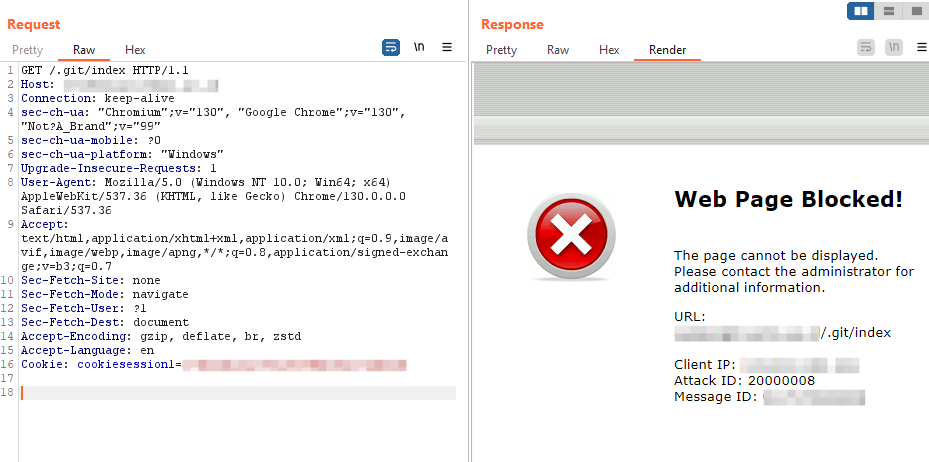 Request
Pretty Raw Hex
\n
1 GET /.git/index HTTP/1.1
2 Host:
3 Connection: keep-alive
4 sec-ch-ua: "Chromium";v="130", "Google Chrome";v="130",
"Not?A_Brand";v="99"
5 sec-ch-ua-mobile: ?0
6 sec-ch-ua-platform: "Windows"
7 Upgrade-Insecure-Requests: 1
8 User-Agent: Mozilla/5.0 (Windows NT 10.0; Win64; x64)
AppleWebKit/537.36 (KHTML, like Gecko) Chrome/130.0.0.0
Safari/537.36
9 Accept:
text/html,application/xhtml+xml,application/xml;q=0.9,image/a
vif,image/webp,image/apng,*/*;q=0.8,application/signed-exchan
ge;v=b3;q=0.7
10 Sec-Fetch-Site: none
11 Sec-Fetch-Mode: navigate
12 Sec-Fetch-User: ?1
13 Sec-Fetch-Dest: document
14 Accept-Encoding: gzip, deflate, br, zstd
15 Accept-Language: en
16 Cookie: cookiesession1=
17
18
Response
Pretty Raw Hex Render
\n
Web Page Blocked!
The page cannot be displayed.
Please contact the administrator for
additional information.
URL:
/.git/index
Client IP:
Attack ID: 20000008
Message ID: